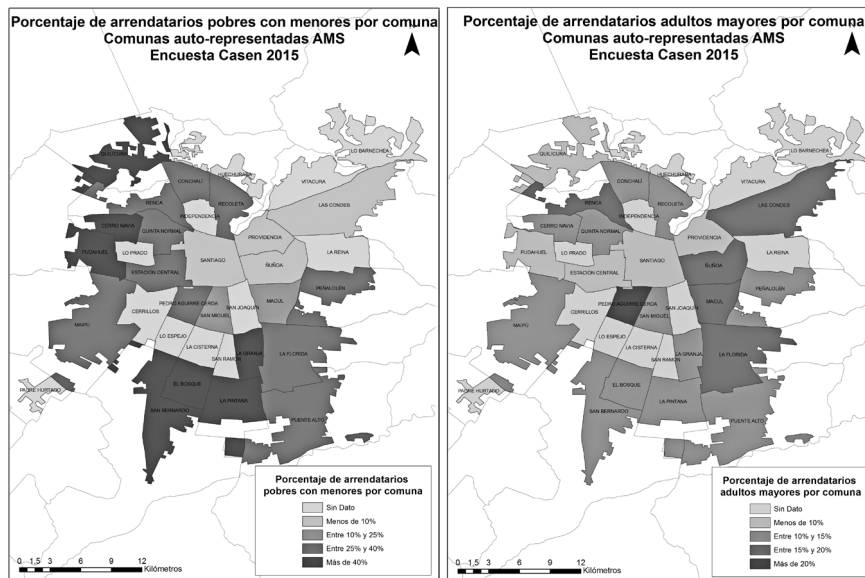 Porcentaje de arrendatarios pobres con menores por comuna
Comunas auto-representadas AMS
Encuesta Casen 2015
LO BARNECHEA
QUILICURA
HUECHURABA
VITACURA
CONCHALÍ
LAS CONDES
RENCA
RECOLETA
INDEPENDENCIA
CERRO NAVIA
QUINTA NORMAL
PROVIDENCIA
PUDAHUEL
LO PRADO
SANTIAGO
LA REINA
ÑUÑOA
ESTACIÓN CENTRAL
PEÑALOLÉN
PEDRO AGUIRRE CERDA
SAN JOAQUÍN
MACUL
CERRILLOS
SAN MIGUEL
MAIPÚ
LO ESPEJO
LA CISTERNA
LA GRANJA
LA FLORIDA
SAN RAMÓN
EL BOSQUE
PADRE HURTADO
LA PINTANA
SAN BERNARDO
PUENTE ALTO
Porcentaje de arrendatarios
pobres con menores por comuna
Sin Dato
Menos de 10%
Entre 10% y 25%
Entre 25% y 40%
Más de 40%
0 1,5 3 6 9 12
Kilómetros
Porcentaje de arrendatarios adultos mayores por comuna
Comunas auto-representadas AMS
Encuesta Casen 2015
LO BARNECHEA
QUILICURA
HUECHURABA
VITACURA
CONCHALÍ
LAS CONDES
RENCA
RECOLETA
INDEPENDENCIA
CERRO NAVIA
QUINTA NORMAL
PROVIDENCIA
PUDAHUEL
LO PRADO
SANTIAGO
LA REINA
ÑUÑOA
ESTACIÓN CENTRAL
PEÑALOLÉN
PEDRO AGUIRRE CERDA
SAN JOAQUÍN
MACUL
CERRILLOS
SAN MIGUEL
MAIPÚ
LO ESPEJO
LA CISTERNA
LA GRANJA
LA FLORIDA
SAN RAMÓN
EL BOSQUE
PADRE HURTADO
LA PINTANA
SAN BERNARDO
PUENTE ALTO
Porcentaje de arrendatarios
adultos mayores por comuna
Sin Dato
Menos de 10%
Entre 10% y 15%
Entre 15% y 20%
Más de 20%
0 1,5 3 6 9 12
Kilómetros